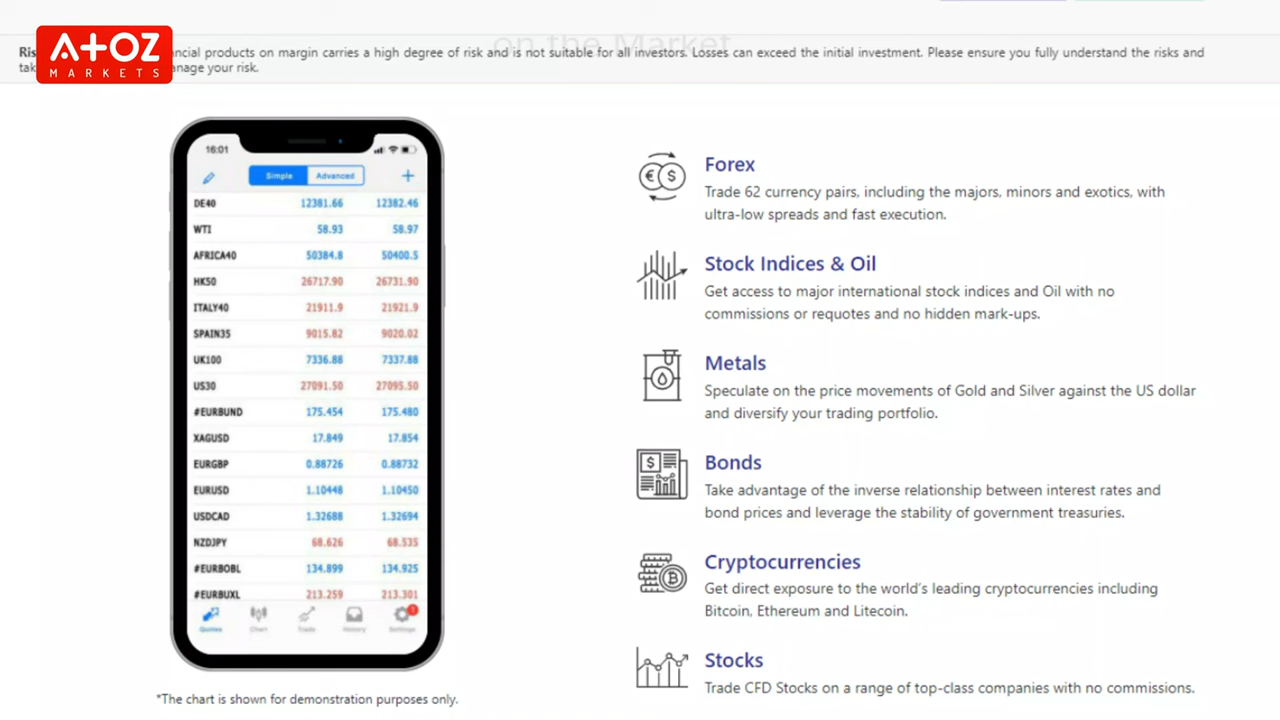 on the Market
Ris
ncial products on margin carries a high degree of risk and is not suitable for all investors. Losses can exceed the initial investment. Please ensure you fully understand the risks and
tak
nage your risk.
A+OZ
MARKETS
16:01
Simple Advanced
DE40 12381.66 12382.46
WTI 58.93 58.97
AFRICA40 50384.8 50400.5
HK50 26717.90 26731.90
ITALY40 21911.9 21921.9
SPAIN35 9015.82 9020.02
UK100 7336.88 7337.88
US30 27091.50 27095.50
#EURBUND 175.454 175.480
XAGUSD 17.849 17.854
EURGBP 0.88726 0.88732
EURUSD 1.10448 1.10450
USDCAD 1.32688 1.32694
NZDJPY 68.626 68.535
#EURBOBL 134.899 134.925
#EURBUXL 213.259 213.301
Quotes Chart Trade History Settings
*The chart is shown for demonstration purposes only.
Forex
Trade 62 currency pairs, including the majors, minors and exotics, with
ultra-low spreads and fast execution.
Stock Indices & Oil
Get access to major international stock indices and Oil with no
commissions or requotes and no hidden mark-ups.
Metals
Speculate on the price movements of Gold and Silver against the US dollar
and diversify your trading portfolio.
Bonds
Take advantage of the inverse relationship between interest rates and
bond prices and leverage the stability of government treasuries.
Cryptocurrencies
Get direct exposure to the world's leading cryptocurrencies including
Bitcoin, Ethereum and Litecoin.
Stocks
Trade CFD Stocks on a range of top-class companies with no commissions.